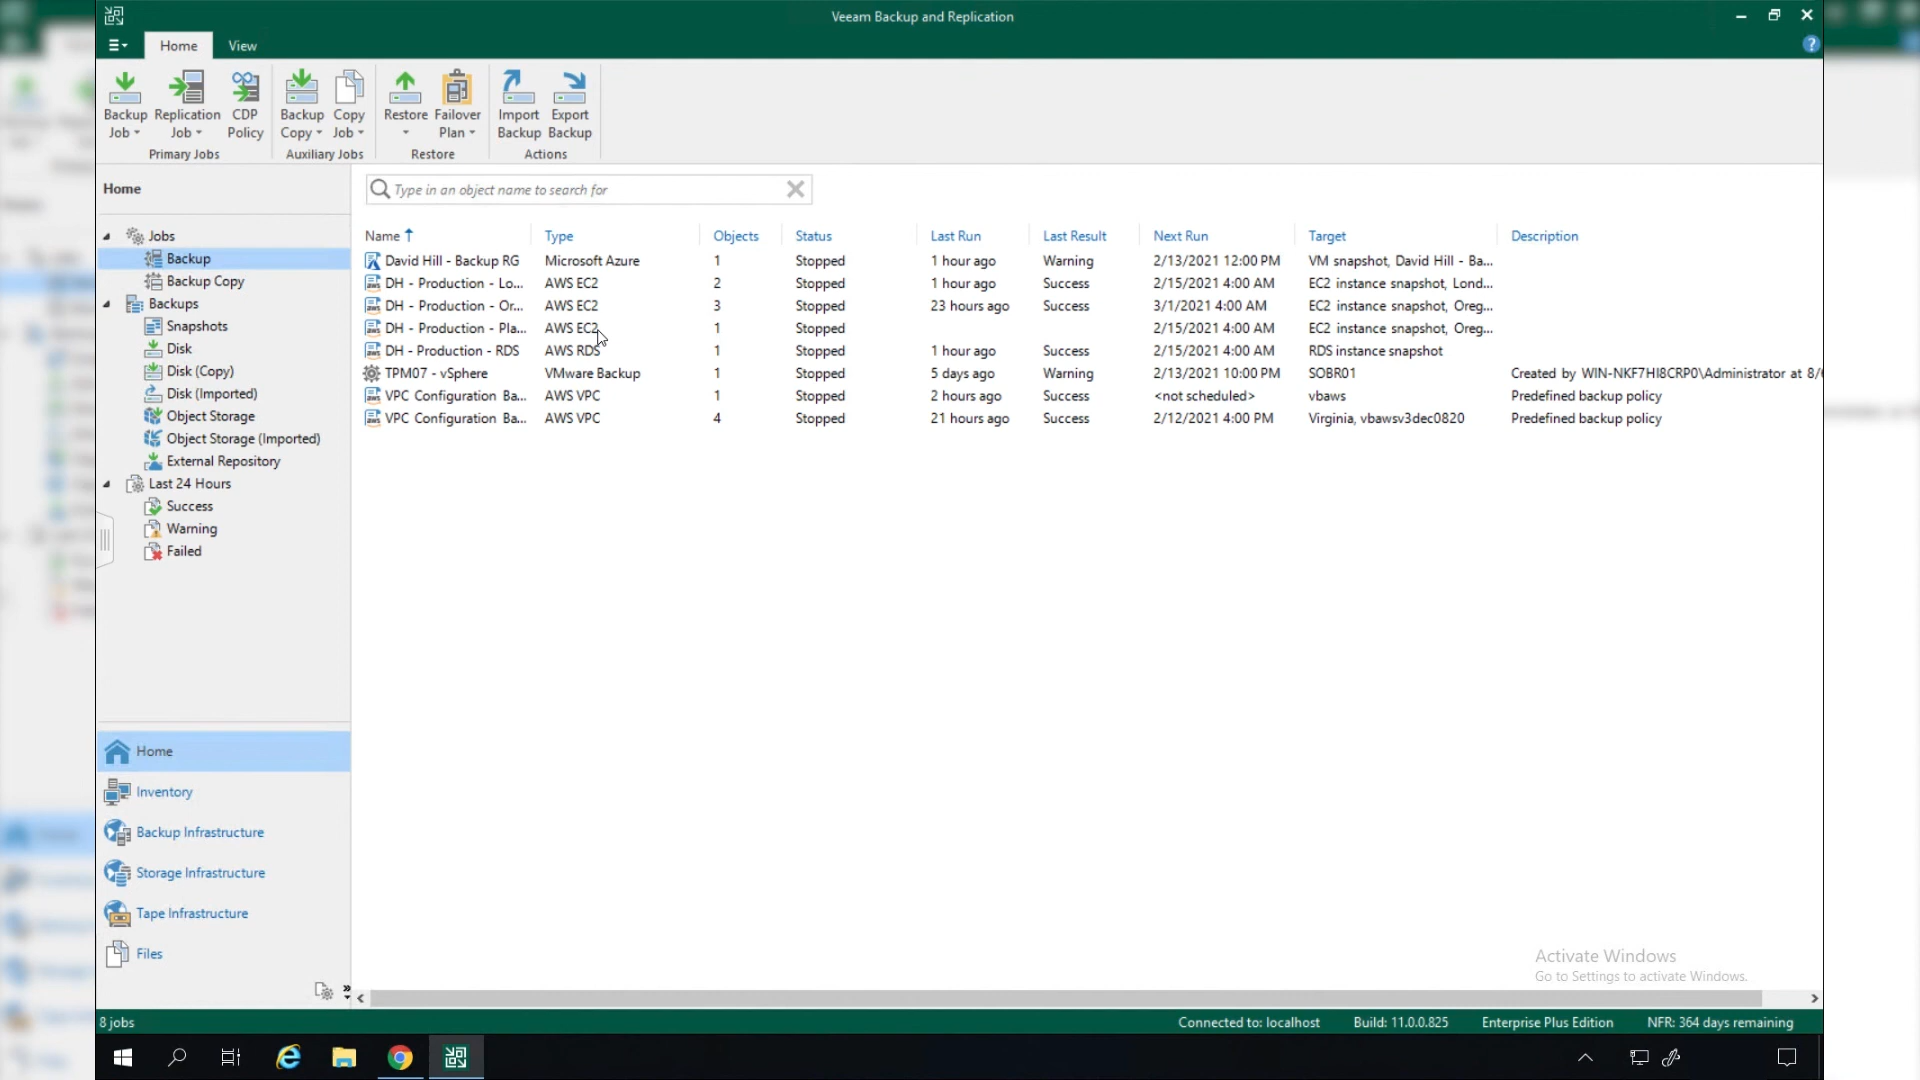 Veeam Backup and Replication
Home View
Backup Job
Replication Job
CDP Policy
Primary Jobs
Backup Copy
Copy Job
Auxiliary Jobs
Restore
Failover Plan
Restore
Import Backup
Export Backup
Actions
Home
Jobs
Backup
Backup Copy
Backups
Snapshots
Disk
Disk (Copy)
Disk (Imported)
Object Storage
Object Storage (Imported)
External Repository
Last 24 Hours
Success
Warning
Failed
Home
Inventory
Backup Infrastructure
Storage Infrastructure
Tape Infrastructure
Files
Type in an object name to search for
Name Type Objects Status Last Run Last Result Next Run Target Description
David Hill - Backup RG Microsoft Azure 1 Stopped 1 hour ago Warning 2/13/2021 12:00 PM VM snapshot, David Hill - Ba...
DH - Production - Lo... AWS EC2 2 Stopped 1 hour ago Success 2/15/2021 4:00 AM EC2 instance snapshot, Lond...
DH - Production - Or... AWS EC2 3 Stopped 23 hours ago Success 3/1/2021 4:00 AM EC2 instance snapshot, Oreg...
DH - Production - Pla... AWS EC2 1 Stopped 2/15/2021 4:00 AM EC2 instance snapshot, Oreg...
DH - Production - RDS AWS RDS 1 Stopped 1 hour ago Success 2/15/2021 4:00 AM RDS instance snapshot
TPM07 - vSphere VMware Backup 1 Stopped 5 days ago Warning 2/13/2021 10:00 PM SOBR01 Created by WIN-NKF7HI8CRP0\Administrator at 8/
VPC Configuration Ba... AWS VPC 1 Stopped 2 hours ago Success <not scheduled> vbaws Predefined backup policy
VPC Configuration Ba... AWS VPC 4 Stopped 21 hours ago Success 2/12/2021 4:00 PM Virginia, vbawsv3dec0820 Predefined backup policy
Activate Windows
Go to Settings to activate Windows.
8 jobs Connected to: localhost Build: 11.0.0.825 Enterprise Plus Edition NFR: 364 days remaining